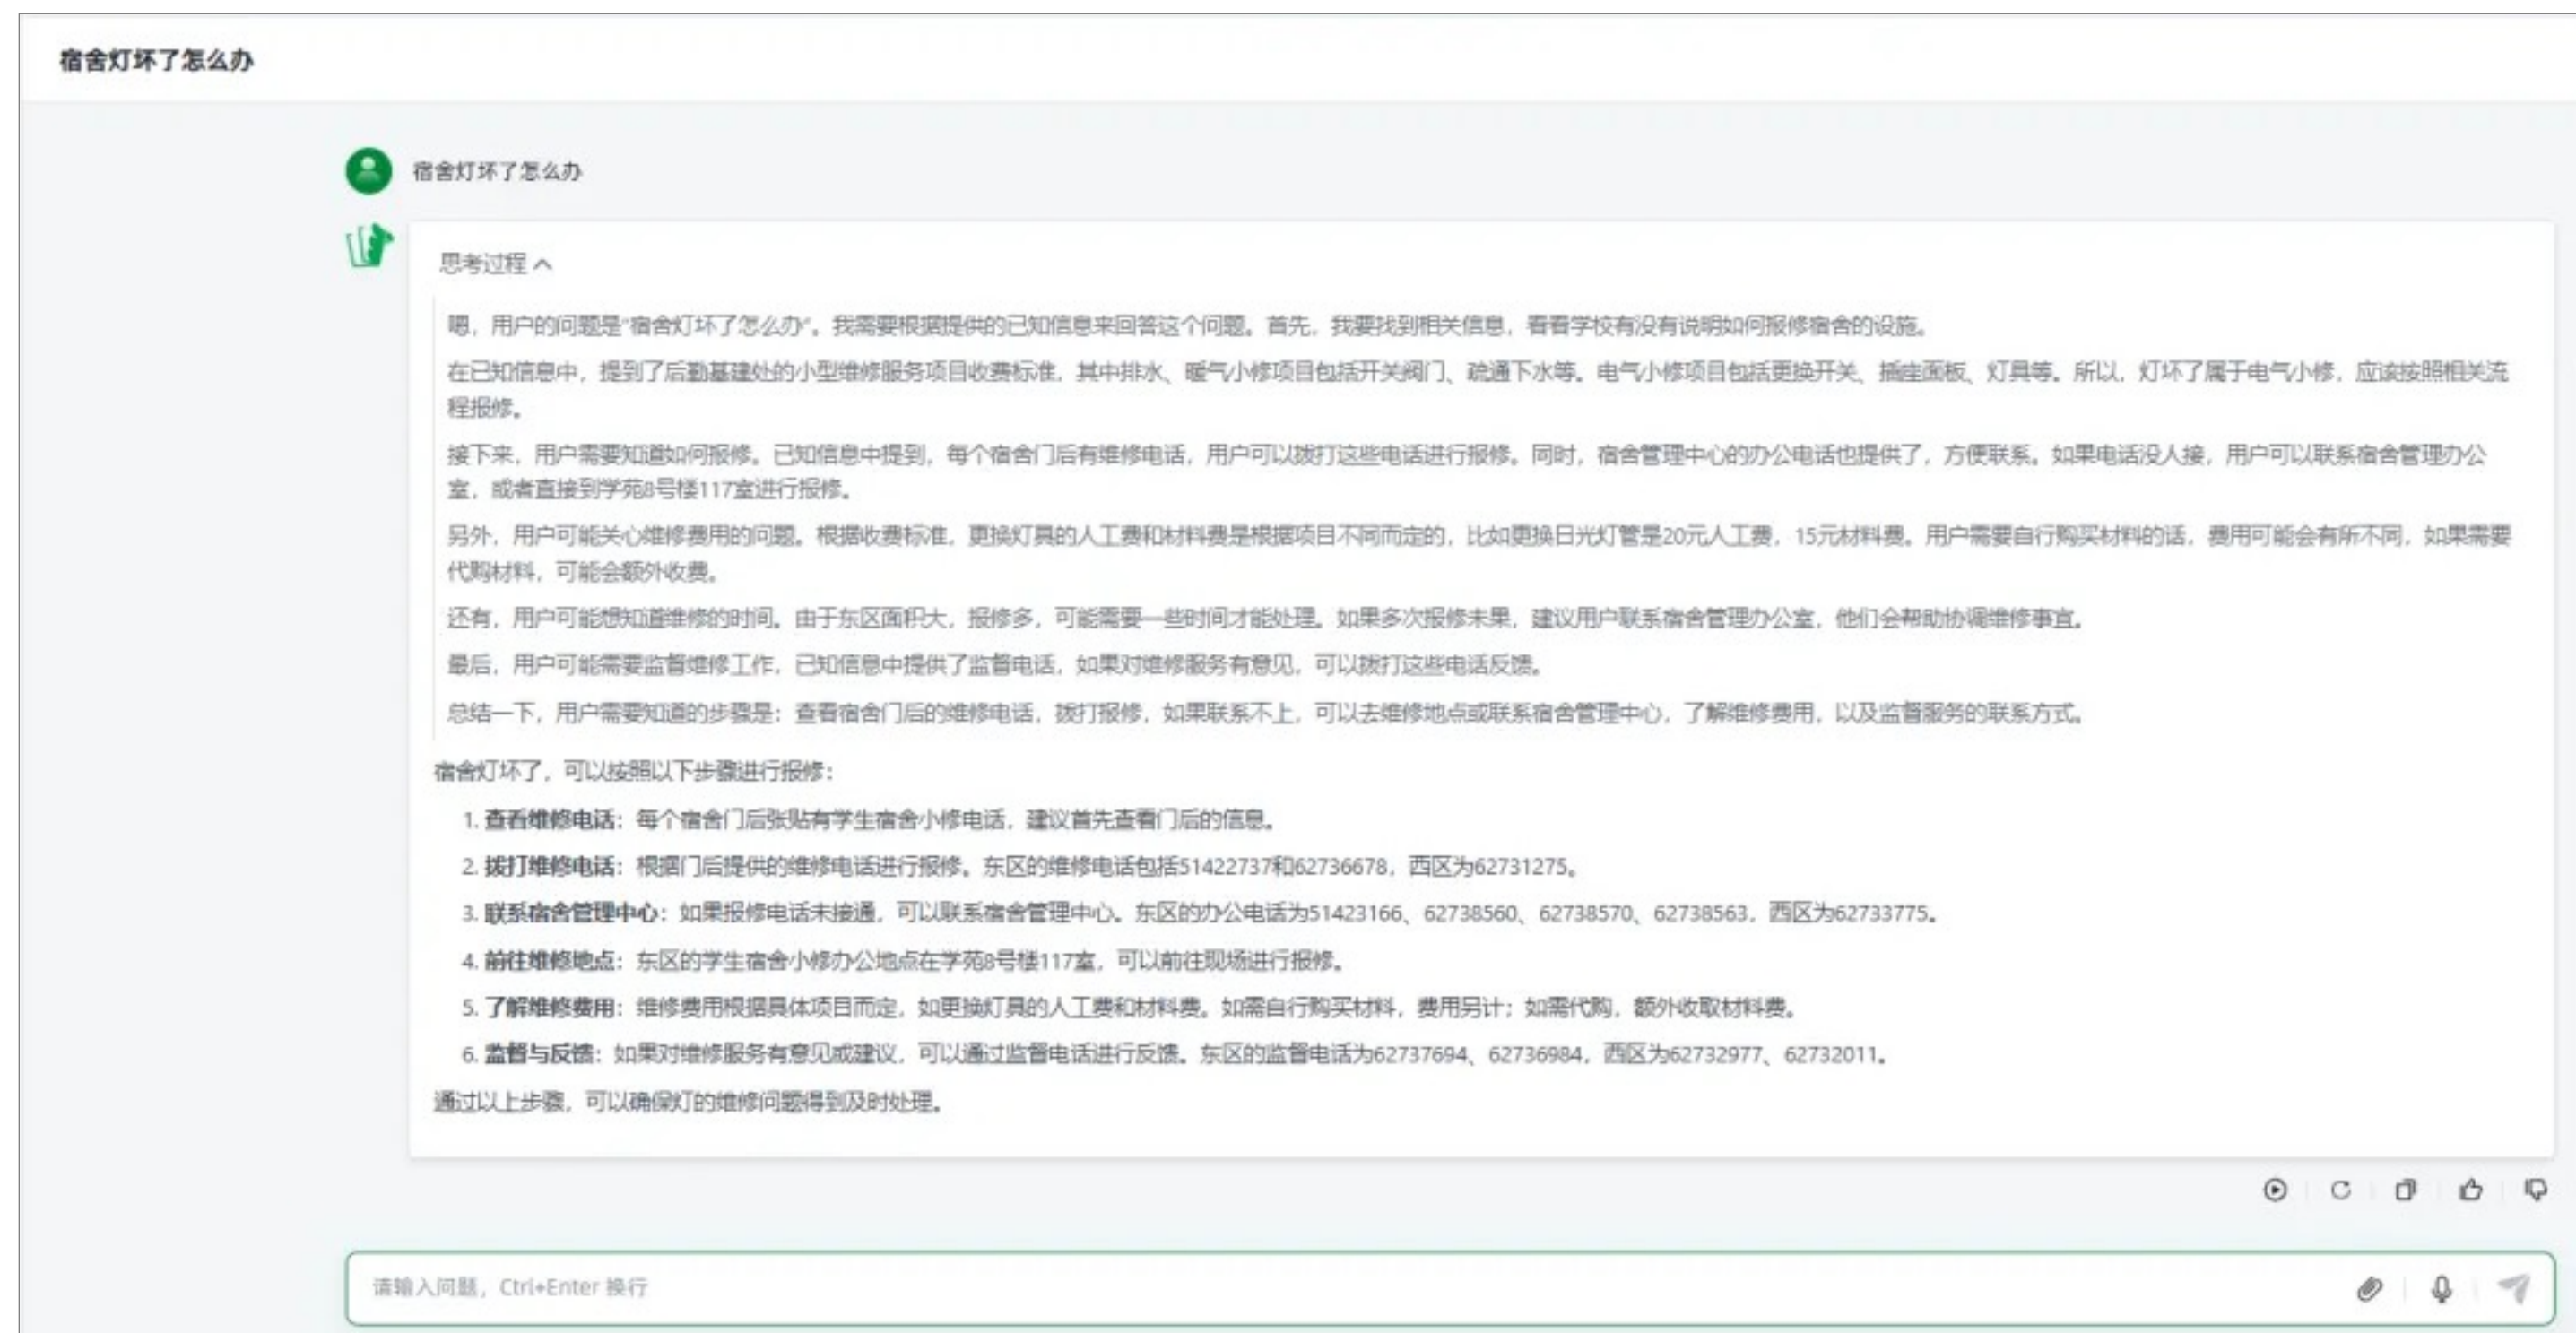 宿舍灯坏了怎么办
宿舍灯坏了怎么办
思考过程
嗯，用户的问题是“宿舍灯坏了怎么办”。我需要根据提供的已知信息来回答这个问题。首先，我要找到相关信息，看看学校有没有说明如何报修宿舍的设施。
在已知信息中，提到了后勤基建处的小型维修服务项目收费标准，其中排水、暖气小修项目包括开关阀门、疏通下水等。电气小修项目包括更换开关、插座面板、灯具等。所以，灯坏了属于电气小修，应该按照相关流
程报修。
接下来，用户需要知道如何报修。已知信息中提到，每个宿舍门后有维修电话，用户可以拨打这些电话进行报修。同时，宿舍管理中心的办公电话也提供了，方便联系。如果电话没人接，用户可以联系宿舍管理办公
室，或者直接到学苑8号楼117室进行报修。
另外，用户可能关心维修费用的问题。根据收费标准，更换灯具的人工费和材料费是根据项目不同而定的，比如更换日光灯管是20元人工费，15元材料费。用户需要自行购买材料的话，费用可能会有所不同，如果需要
代购材料，可能会额外收费。
还有，用户可能想知道维修的时间。由于东区面积大，报修多，可能需要一些时间才能处理。如果多次报修未果，建议用户联系宿舍管理办公室，他们会帮助协调维修事宜。
最后，用户可能需要监督维修工作，已知信息中提供了监督电话，如果对维修服务有意见，可以拨打这些电话反馈。
总结一下，用户需要知道的步骤是：查看宿舍门后的维修电话，拨打报修，如果联系不上，可以去维修地点或联系宿舍管理中心，了解维修费用，以及监督服务的联系方式。
宿舍灯坏了，可以按照以下步骤进行报修：
1. 查看维修电话：每个宿舍门后张贴有学生宿舍小修电话，建议首先查看门后的信息。
2. 拨打维修电话：根据门后提供的维修电话进行报修。东区的维修电话包括51422737和62736678，西区为62731275。
3. 联系宿舍管理中心：如果报修电话未接通，可以联系宿舍管理中心。东区的办公电话为51423166、62738560、62738570、62738563，西区为62733775。
4. 前往维修地点：东区的学生宿舍小修办公地点在学苑8号楼117室，可以前往现场进行报修。
5. 了解维修费用：维修费用根据具体项目而定，如更换灯具的人工费和材料费。如需自行购买材料，费用另计；如需代购，额外收取材料费。
6. 监督与反馈：如果对维修服务有意见或建议，可以通过监督电话进行反馈。东区的监督电话为62737694、62736984，西区为62732977、62732011。
通过以上步骤，可以确保灯的维修问题得到及时处理。
请输入问题，Ctrl+Enter 换行